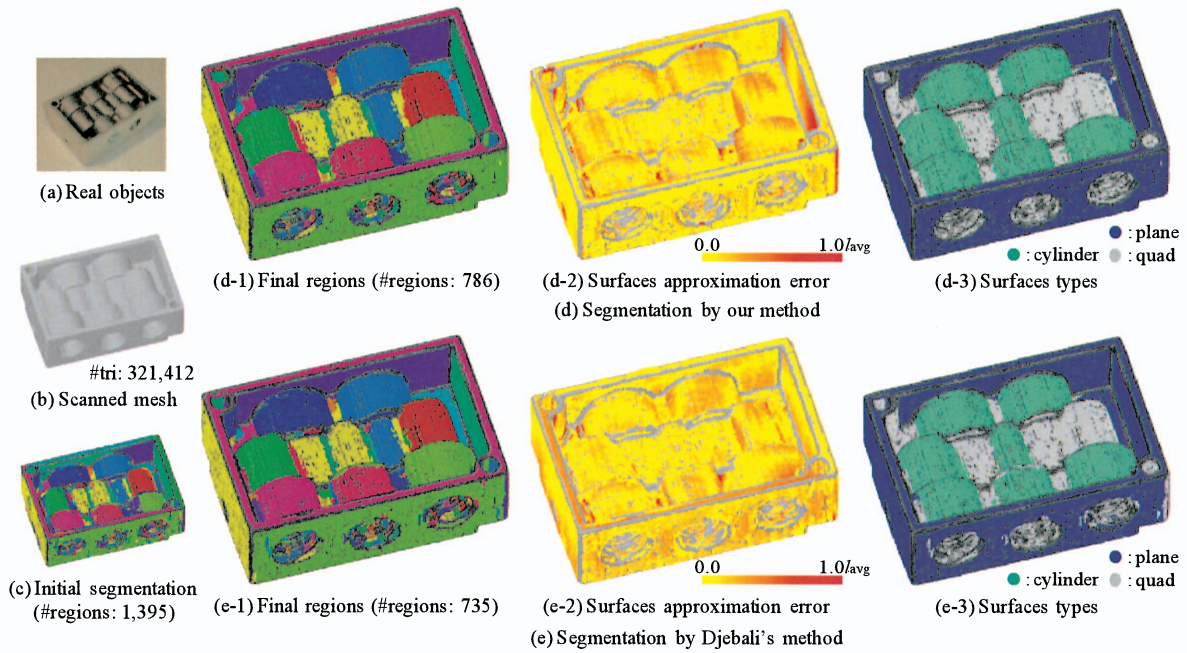 (a) Real objects
#tri: 321,412
(b) Scanned mesh
(c) Initial segmentation
(#regions: 1,395)
(d-1) Final regions (#regions: 786)
0.0 1.0lavg
(d-2) Surfaces approximation error
: plane
: cylinder : quad
(d-3) Surfaces types
(d) Segmentation by our method
(e-1) Final regions (#regions: 735)
0.0 1.0lavg
(e-2) Surfaces approximation error
: plane
: cylinder : quad
(e-3) Surfaces types
(e) Segmentation by Djebali's method